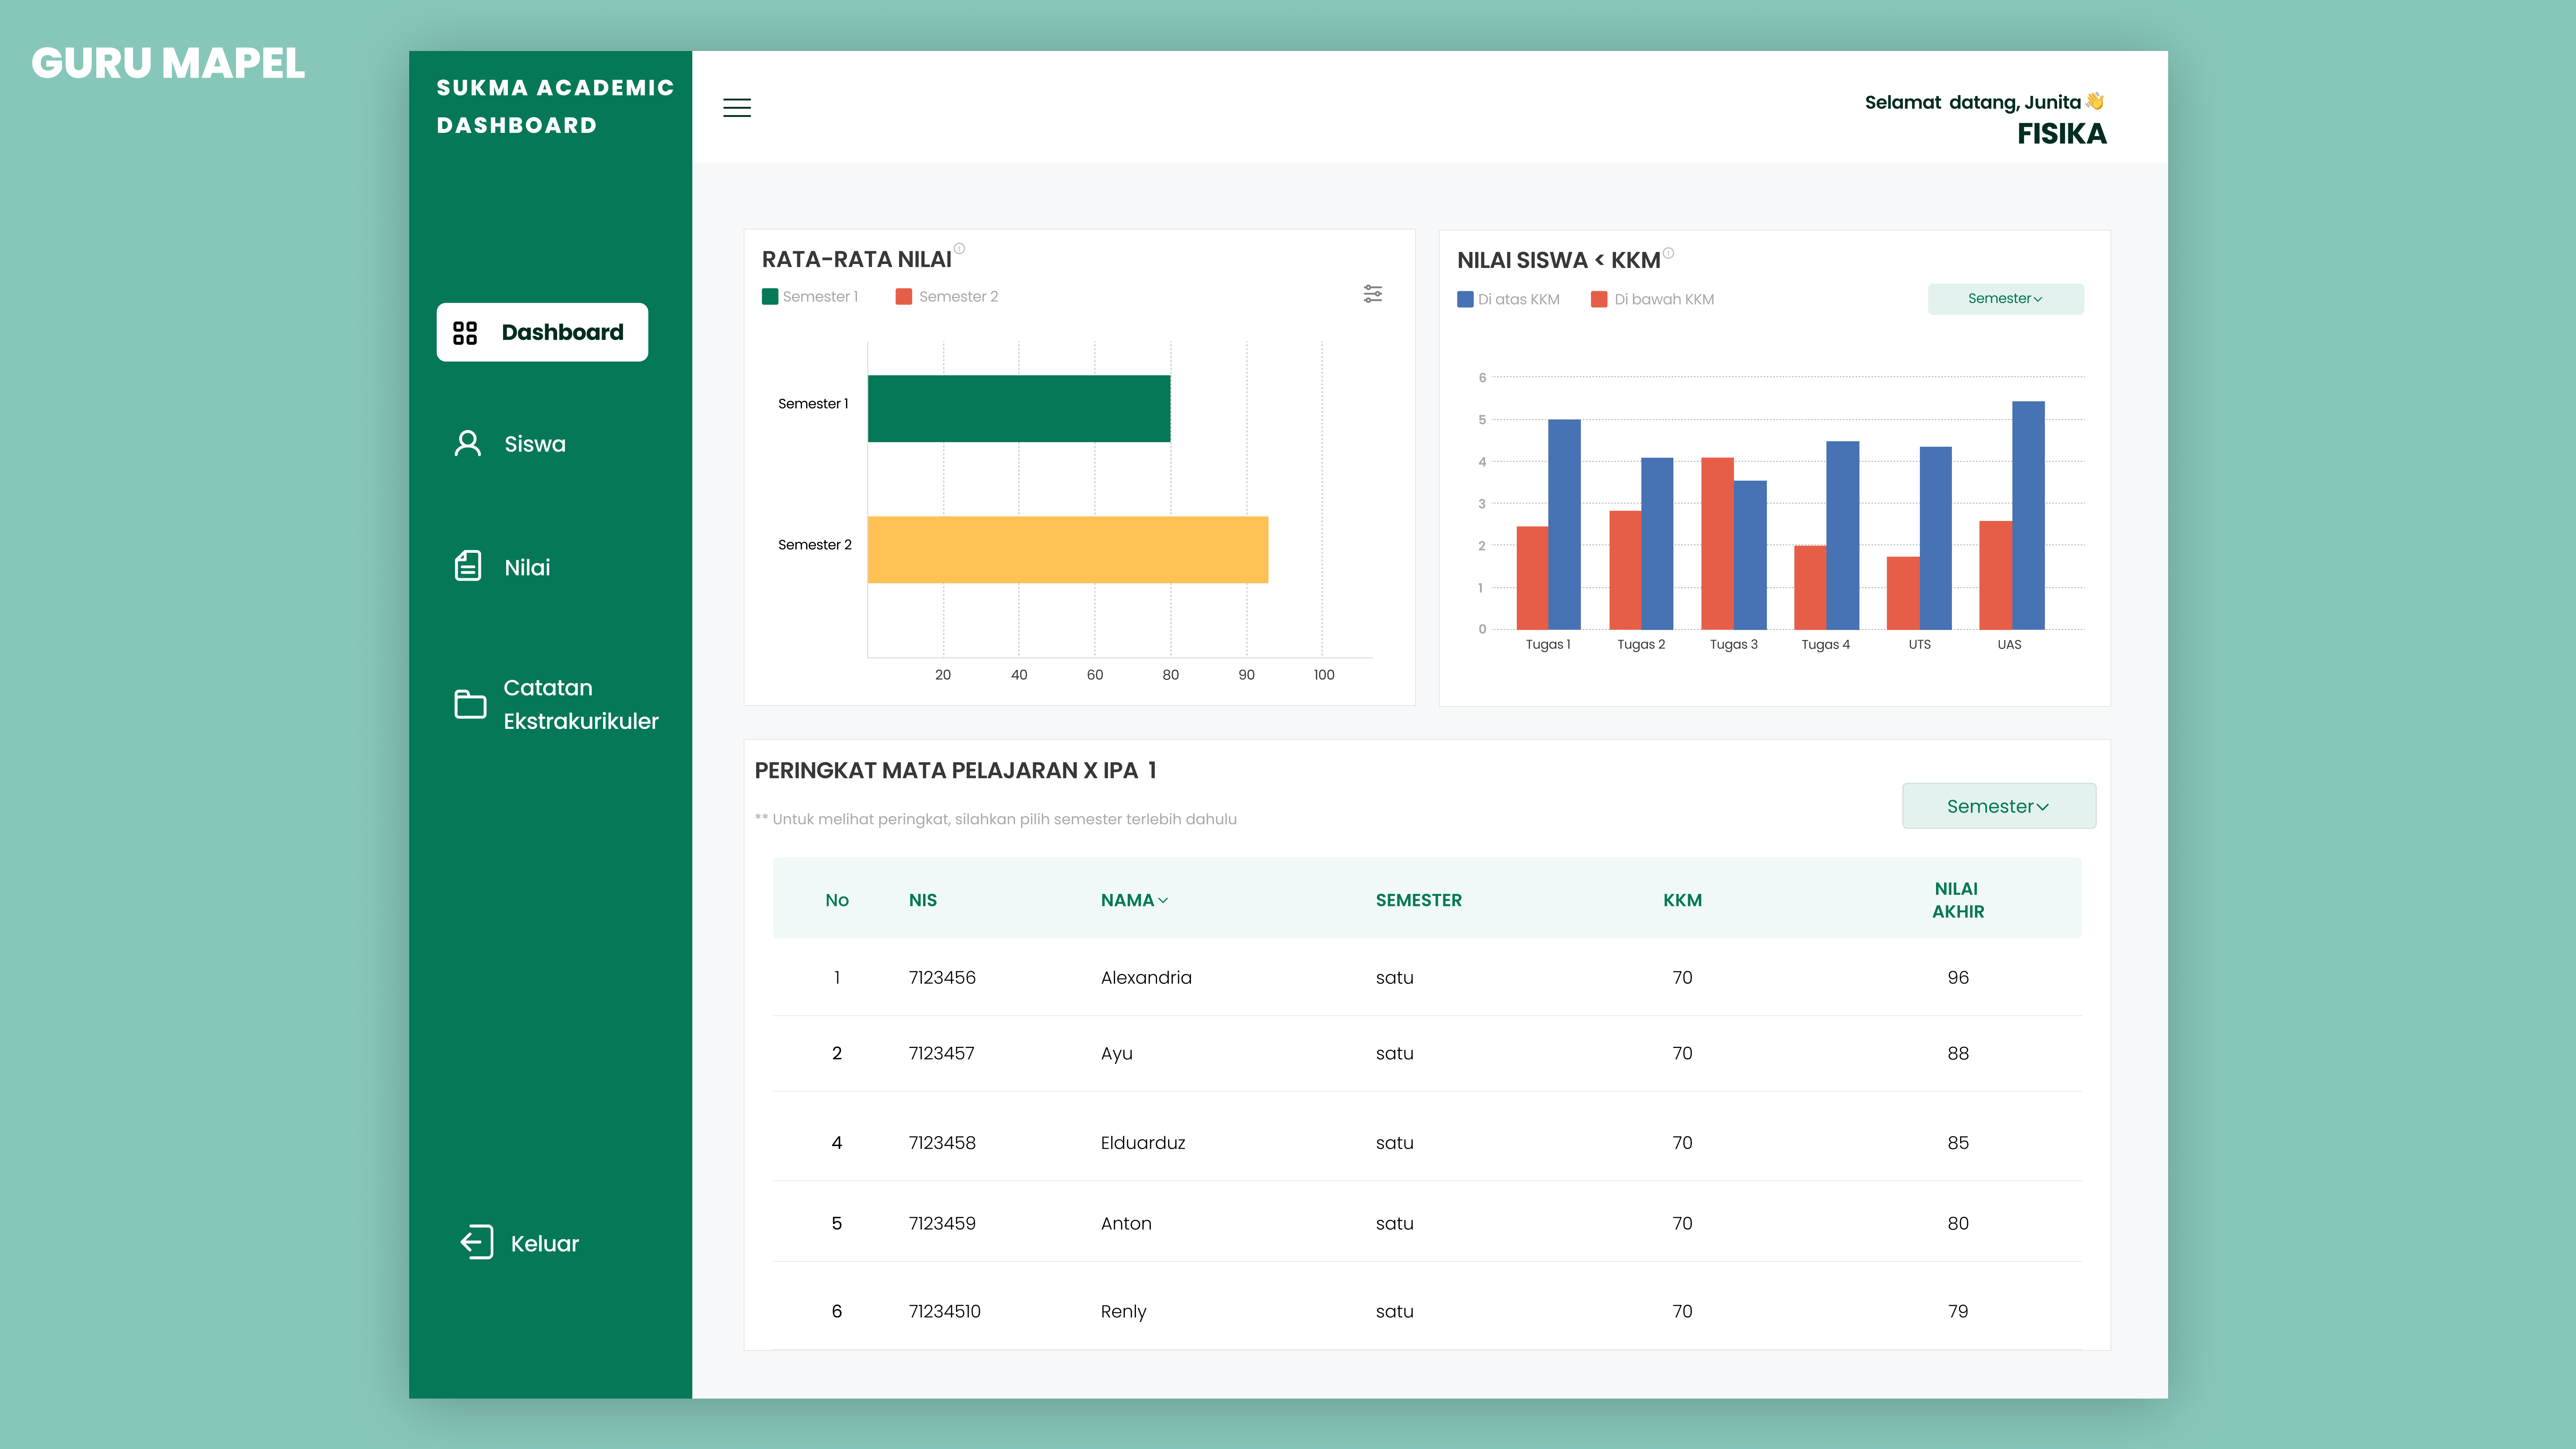 GURU MAPEL
SUKMA ACADEMIC
DASHBOARD
Dashboard
Siswa
Nilai
Catatan
Ekstrakurikuler
Keluar
Selamat datang, Junita 👋
FISIKA
RATA-RATA NILAI
Semester 1 Semester 2
Semester 1
Semester 2
20 40 60 80 90 100
NILAI SISWA < KKM
Di atas KKM Di bawah KKM
Semester
6
5
4
3
2
1
0
Tugas 1 Tugas 2 Tugas 3 Tugas 4 UTS UAS
PERINGKAT MATA PELAJARAN X IPA 1
** Untuk melihat peringkat, silahkan pilih semester terlebih dahulu
Semester
No NIS NAMA SEMESTER KKM NILAI AKHIR
1 7123456 Alexandria satu 70 96
2 7123457 Ayu satu 70 88
4 7123458 Elduarduz satu 70 85
5 7123459 Anton satu 70 80
6 71234510 Renly satu 70 79